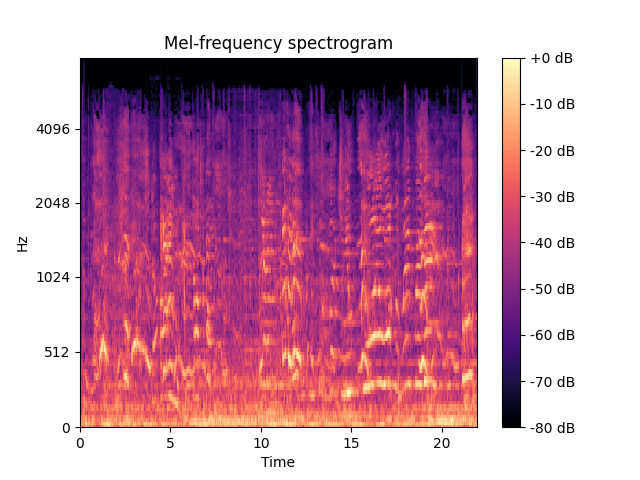 Mel-frequency spectrogram
Hz
4096
2048
1024
512
0
0 5 10 15 20
Time
+0 dB
-10 dB
-20 dB
-30 dB
-40 dB
-50 dB
-60 dB
-70 dB
-80 dB